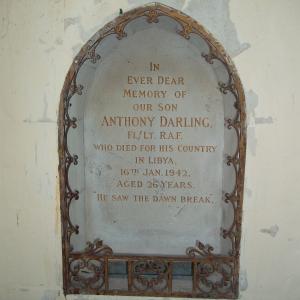 IN
EVER DEAR
MEMORY OF
OUR SON
ANTHONY DARLING.
FL/LT. R.A.F.
WHO DIED FOR HIS COUNTRY
IN LIBYA.
16TH JAN. 1942.
AGED 26 YEARS.
"HE SAW THE DAWN BREAK."